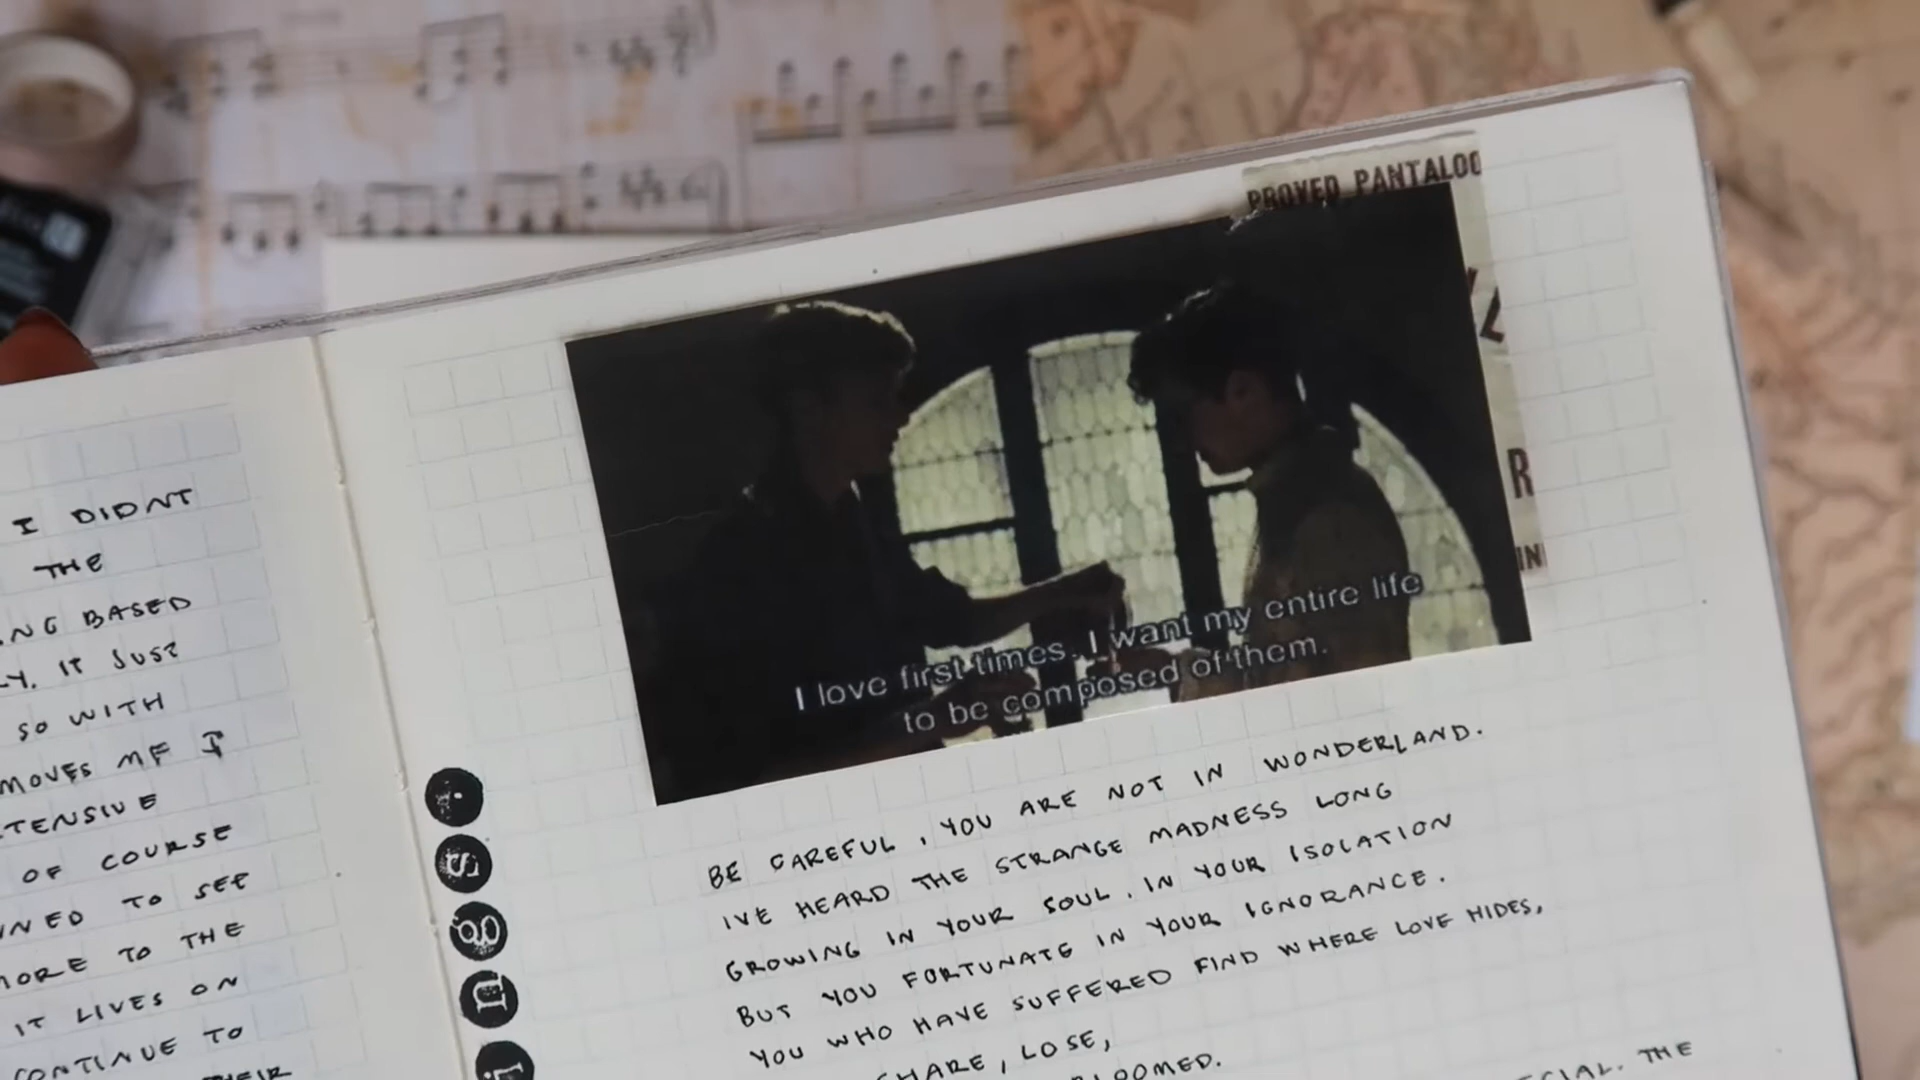 I DIDNT
THE
NG BASED
Y. IT JUST
SO WITH
MOVES ME &
TENSIVE
OF COURSE
NED TO SEE
MORE TO THE
IT LIVES ON
CONTINUE TO
THEIR
PROVED PANTALOO
R
IN
I love first times. I want my entire life
to be composed of them.
BE CAREFUL, YOU ARE NOT IN WONDERLAND.
IVE HEARD THE STRANGE MADNESS LONG
GROWING IN YOUR SOUL. IN YOUR ISOLATION
BUT YOU FORTUNATE IN YOUR IGNORANCE.
YOU WHO HAVE SUFFERED FIND WHERE LOVE HIDES,
SHARE, LOSE,
BLOOMED.
CIAL. THE